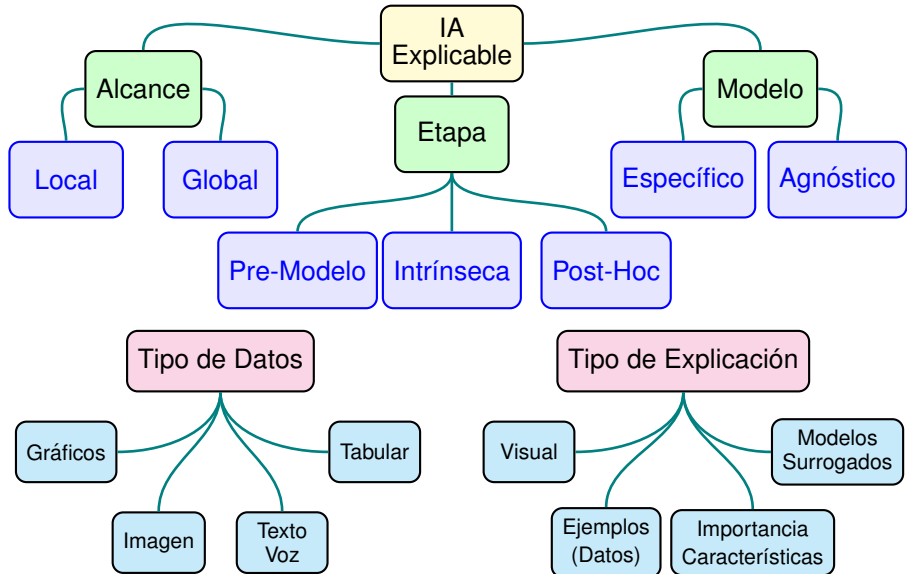 IA
Explicable
Alcance
Etapa
Modelo
Local
Global
Específico
Agnóstico
Pre-Modelo
Intrínseca
Post-Hoc
Tipo de Datos
Gráficos
Imagen
Texto
Voz
Tabular
Tipo de Explicación
Visual
Ejemplos
(Datos)
Importancia
Características
Modelos
Surrogados